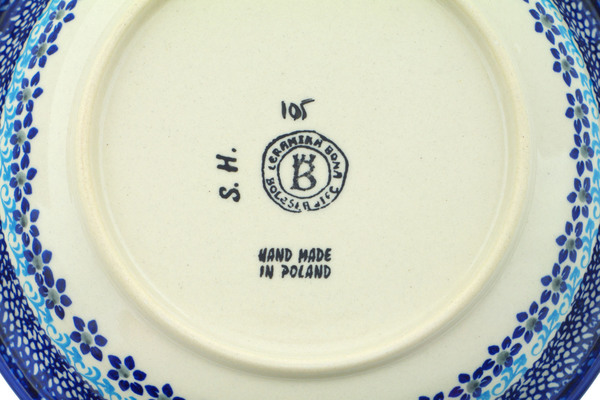 105
CERAMIKA BONA
BOLESŁAWIEC
B
S. H.
HAND MADE
IN POLAND